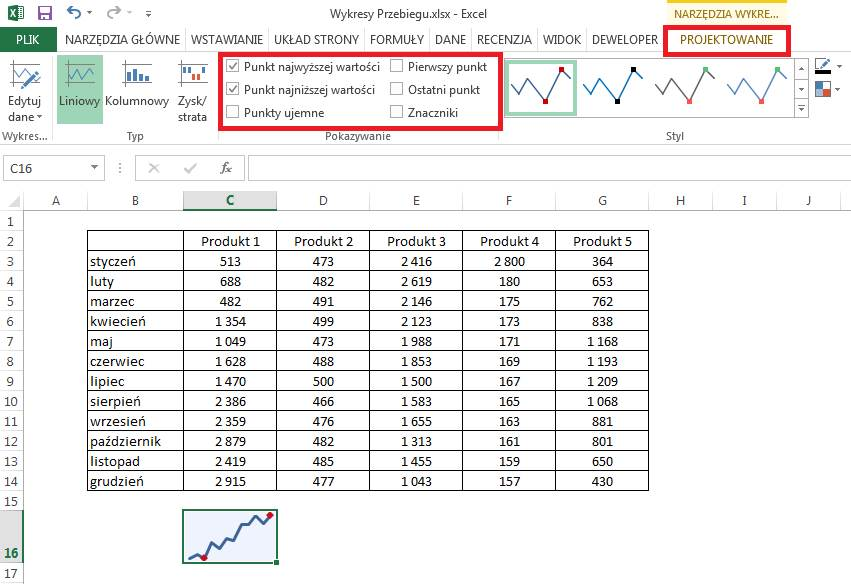 Wykresy Przebiegu.xlsx - Excel
NARZĘDZIA WYKRE...
PLIK NARZĘDZIA GŁÓWNE WSTAWIANIE UKŁAD STRONY FORMUŁY DANE RECENZJA WIDOK DEWELOPER PROJEKTOWANIE
Edytuj dane
Liniowy
Kolumnowy
Zysk/strata
Punkt najwyższej wartości Pierwszy punkt
Punkt najniższej wartości Ostatni punkt
Punkty ujemne Znaczniki
Wykres... Typ Pokazywanie Styl
C16 fx
A B C D E F G H I J
1
2 Produkt 1 Produkt 2 Produkt 3 Produkt 4 Produkt 5
3 styczeń 513 473 2 416 2 800 364
4 luty 688 482 2 619 180 653
5 marzec 482 491 2 146 175 762
6 kwiecień 1 354 499 2 123 173 838
7 maj 1 049 473 1 988 171 1 168
8 czerwiec 1 628 488 1 853 169 1 193
9 lipiec 1 470 500 1 500 167 1 209
10 sierpień 2 386 466 1 583 165 1 068
11 wrzesień 2 359 476 1 655 163 881
12 październik 2 879 482 1 313 161 801
13 listopad 2 419 485 1 455 159 650
14 grudzień 2 915 477 1 043 157 430
15
16
17